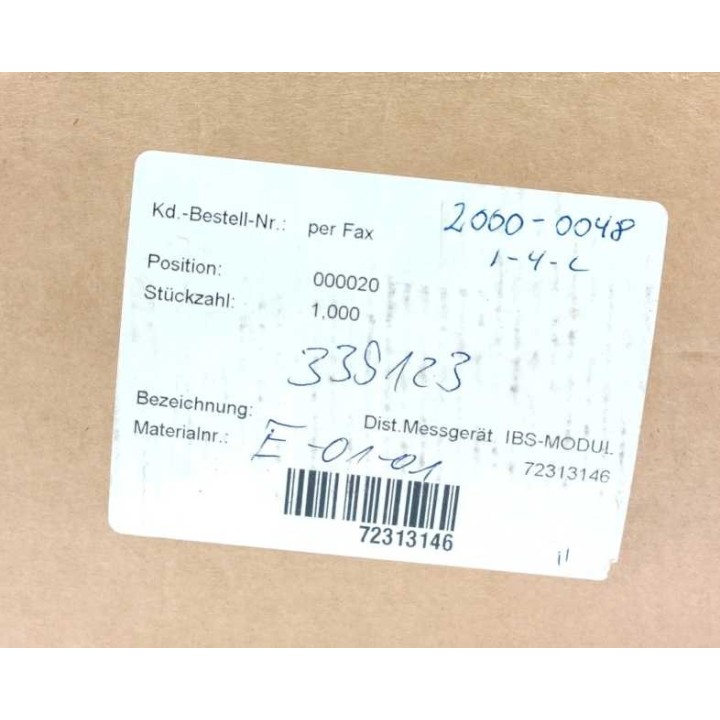 Kd.-Bestell-Nr.: per Fax 2000-0048
1-4-L
Position: 000020
Stückzahl: 1,000
339123
Bezeichnung: Dist.Messgerät IBS-MODUL
Materialnr.: E-01-01 72313146
72313146